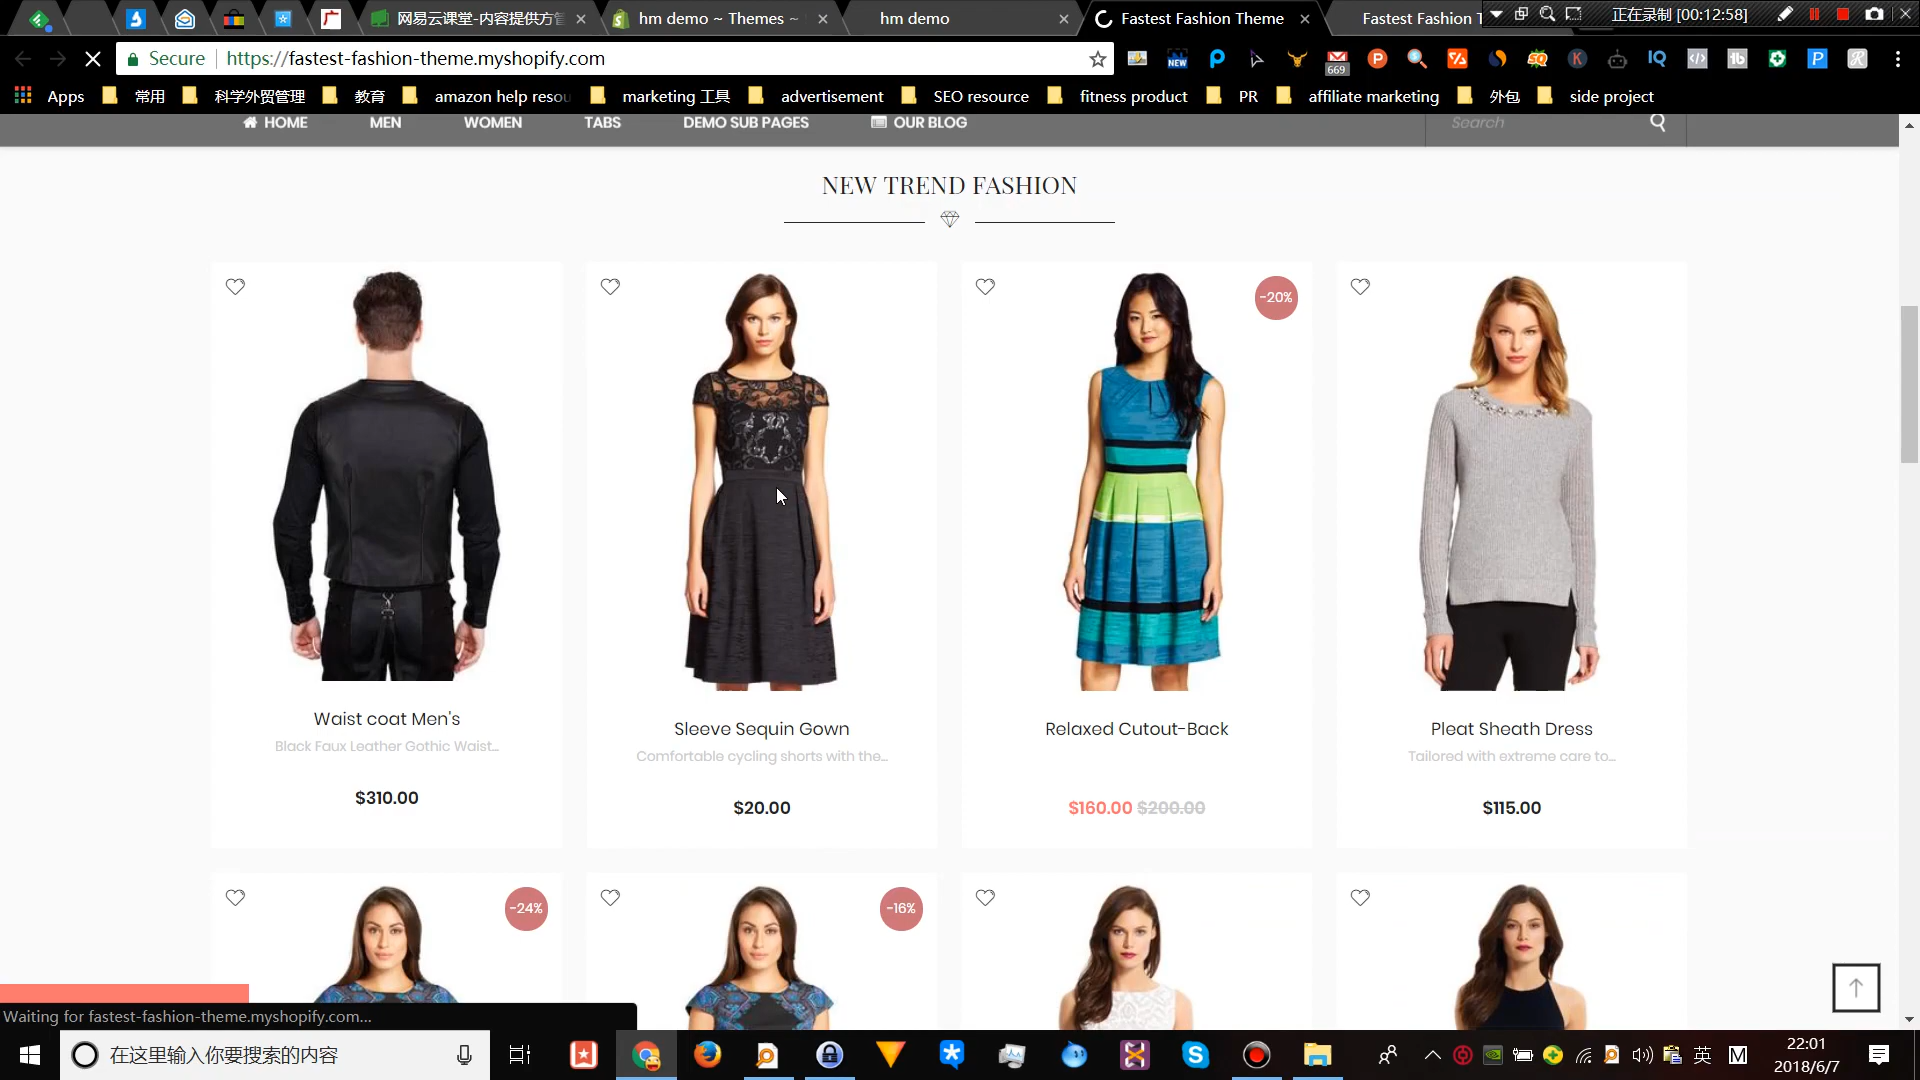 网易云课堂-内容提供方管
hm demo ~ Themes ~
hm demo
Fastest Fashion Theme
Fastest Fashion T
正在录制 [00:12:58]
Secure
https://fastest-fashion-theme.myshopify.com
NEW
669
Apps
常用
科学外贸管理
教育
amazon help resou
marketing 工具
advertisement
SEO resource
fitness product
PR
affiliate marketing
外包
side project
HOME
MEN
WOMEN
TABS
DEMO SUB PAGES
OUR BLOG
Search
NEW TREND FASHION
-20%
Waist coat Men's
Black Faux Leather Gothic Waist...
$310.00
Sleeve Sequin Gown
Comfortable cycling shorts with the...
$20.00
Relaxed Cutout-Back
$160.00 $200.00
Pleat Sheath Dress
Tailored with extreme care to...
$115.00
-24%
-16%
Waiting for fastest-fashion-theme.myshopify.com...
在这里输入你要搜索的内容
英
M
22:01
2018/6/7